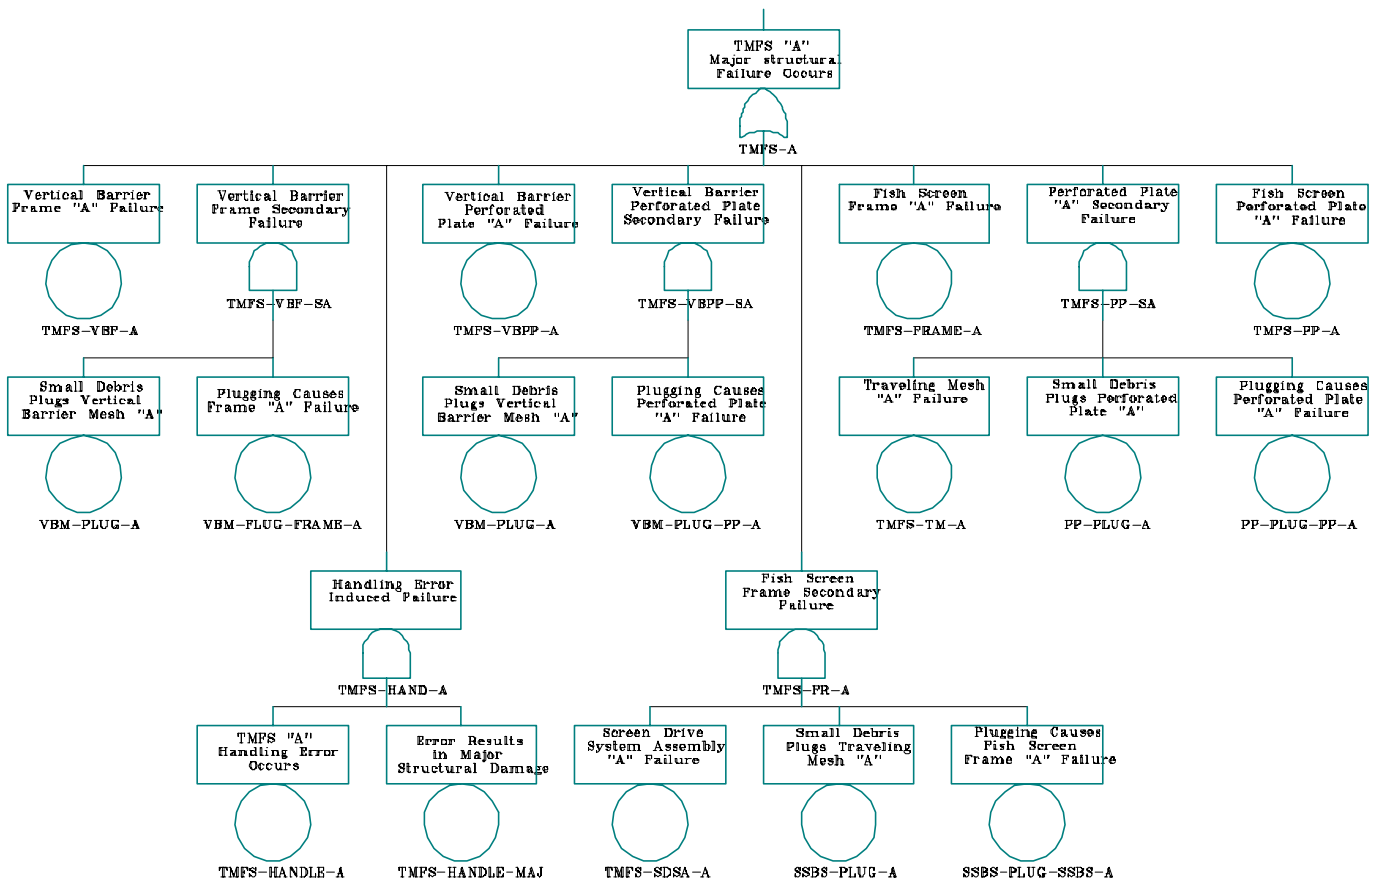 TMFS "A"
Major structural
Failure Occurs
TMFS-A
Vertical Barrier
Frame "A" Failure
TMFS-VBF-A
Vertical Barrier
Frame Secondary
Failure
TMFS-VBF-SA
Vertical Barrier
Perforated
Plate "A" Failure
TMFS-VBPP-A
Vertical Barrier
Perforated Plate
Secondary Failure
TMFS-VBPP-SA
Fish Screen
Frame "A" Failure
TMFS-FRAME-A
Perforated Plate
"A" Secondary
Failure
TMFS-PP-SA
Fish Screen
Perforated Plate
"A" Failure
TMFS-PP-A
Small Debris
Plugs Vertical
Barrier Mesh "A"
VBM-PLUG-A
Plugging Causes
Frame "A" Failure
VBM-PLUG-FRAME-A
Small Debris
Plugs Vertical
Barrier Mesh "A"
VBM-PLUG-A
Plugging Causes
Perforated Plate
"A" Failure
VBM-PLUG-PP-A
Traveling Mesh
"A" Failure
TMFS-TM-A
Small Debris
Plugs Perforated
Plate "A"
PP-PLUG-A
Plugging Causes
Perforated Plate
"A" Failure
PP-PLUG-PP-A
Handling Error
Induced Failure
TMFS-HAND-A
Fish Screen
Frame Secondary
Failure
TMFS-FR-A
TMFS "A"
Handling Error
Occurs
TMFS-HANDLE-A
Error Results
in Major
Structural Damage
TMFS-HANDLE-MAJ
Screen Drive
System Assembly
"A" Failure
TMFS-SDSA-A
Small Debris
Plugs Traveling
Mesh "A"
SSBS-PLUG-A
Plugging Causes
Fish Screen
Frame "A" Failure
SSBS-PLUG-SSBS-A